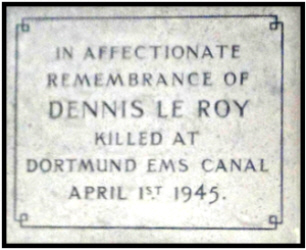 IN AFFECTIONATE
REMEMBRANCE OF
DENNIS LE ROY
KILLED AT
DORTMUND EMS CANAL
APRIL 1ST 1945.